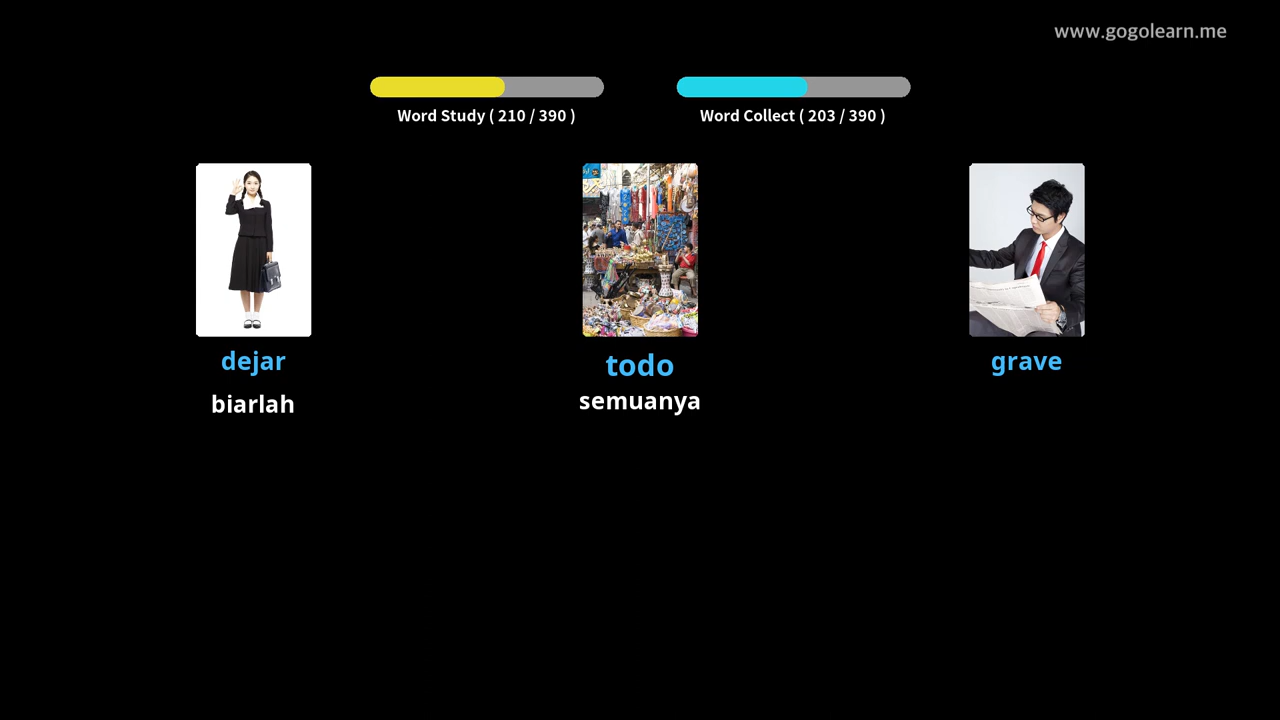 www.gogolearn.me
Word Study ( 210 / 390 )
Word Collect ( 203 / 390 )
dejar
todo
grave
biarlah
semuanya